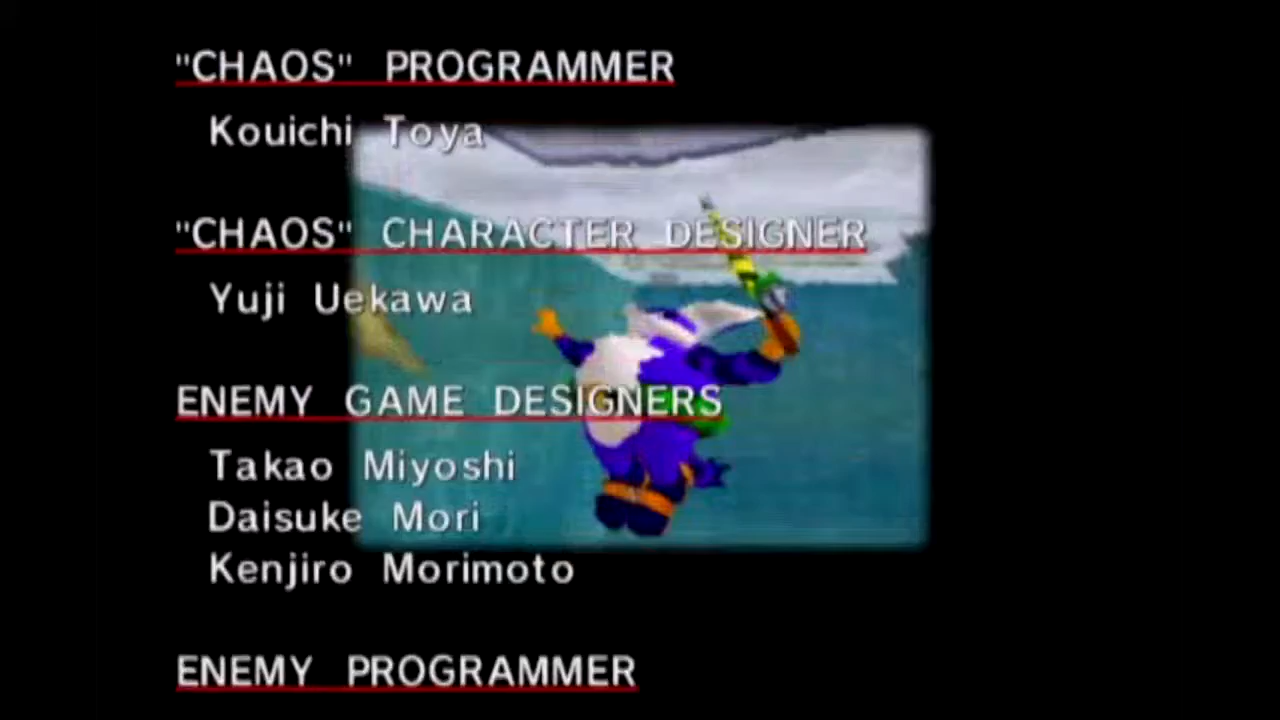 "CHAOS" PROGRAMMER
Kouichi Toya
"CHAOS" CHARACTER DESIGNER
Yuji Uekawa
ENEMY GAME DESIGNERS
Takao Miyoshi
Daisuke Mori
Kenjiro Morimoto
ENEMY PROGRAMMER